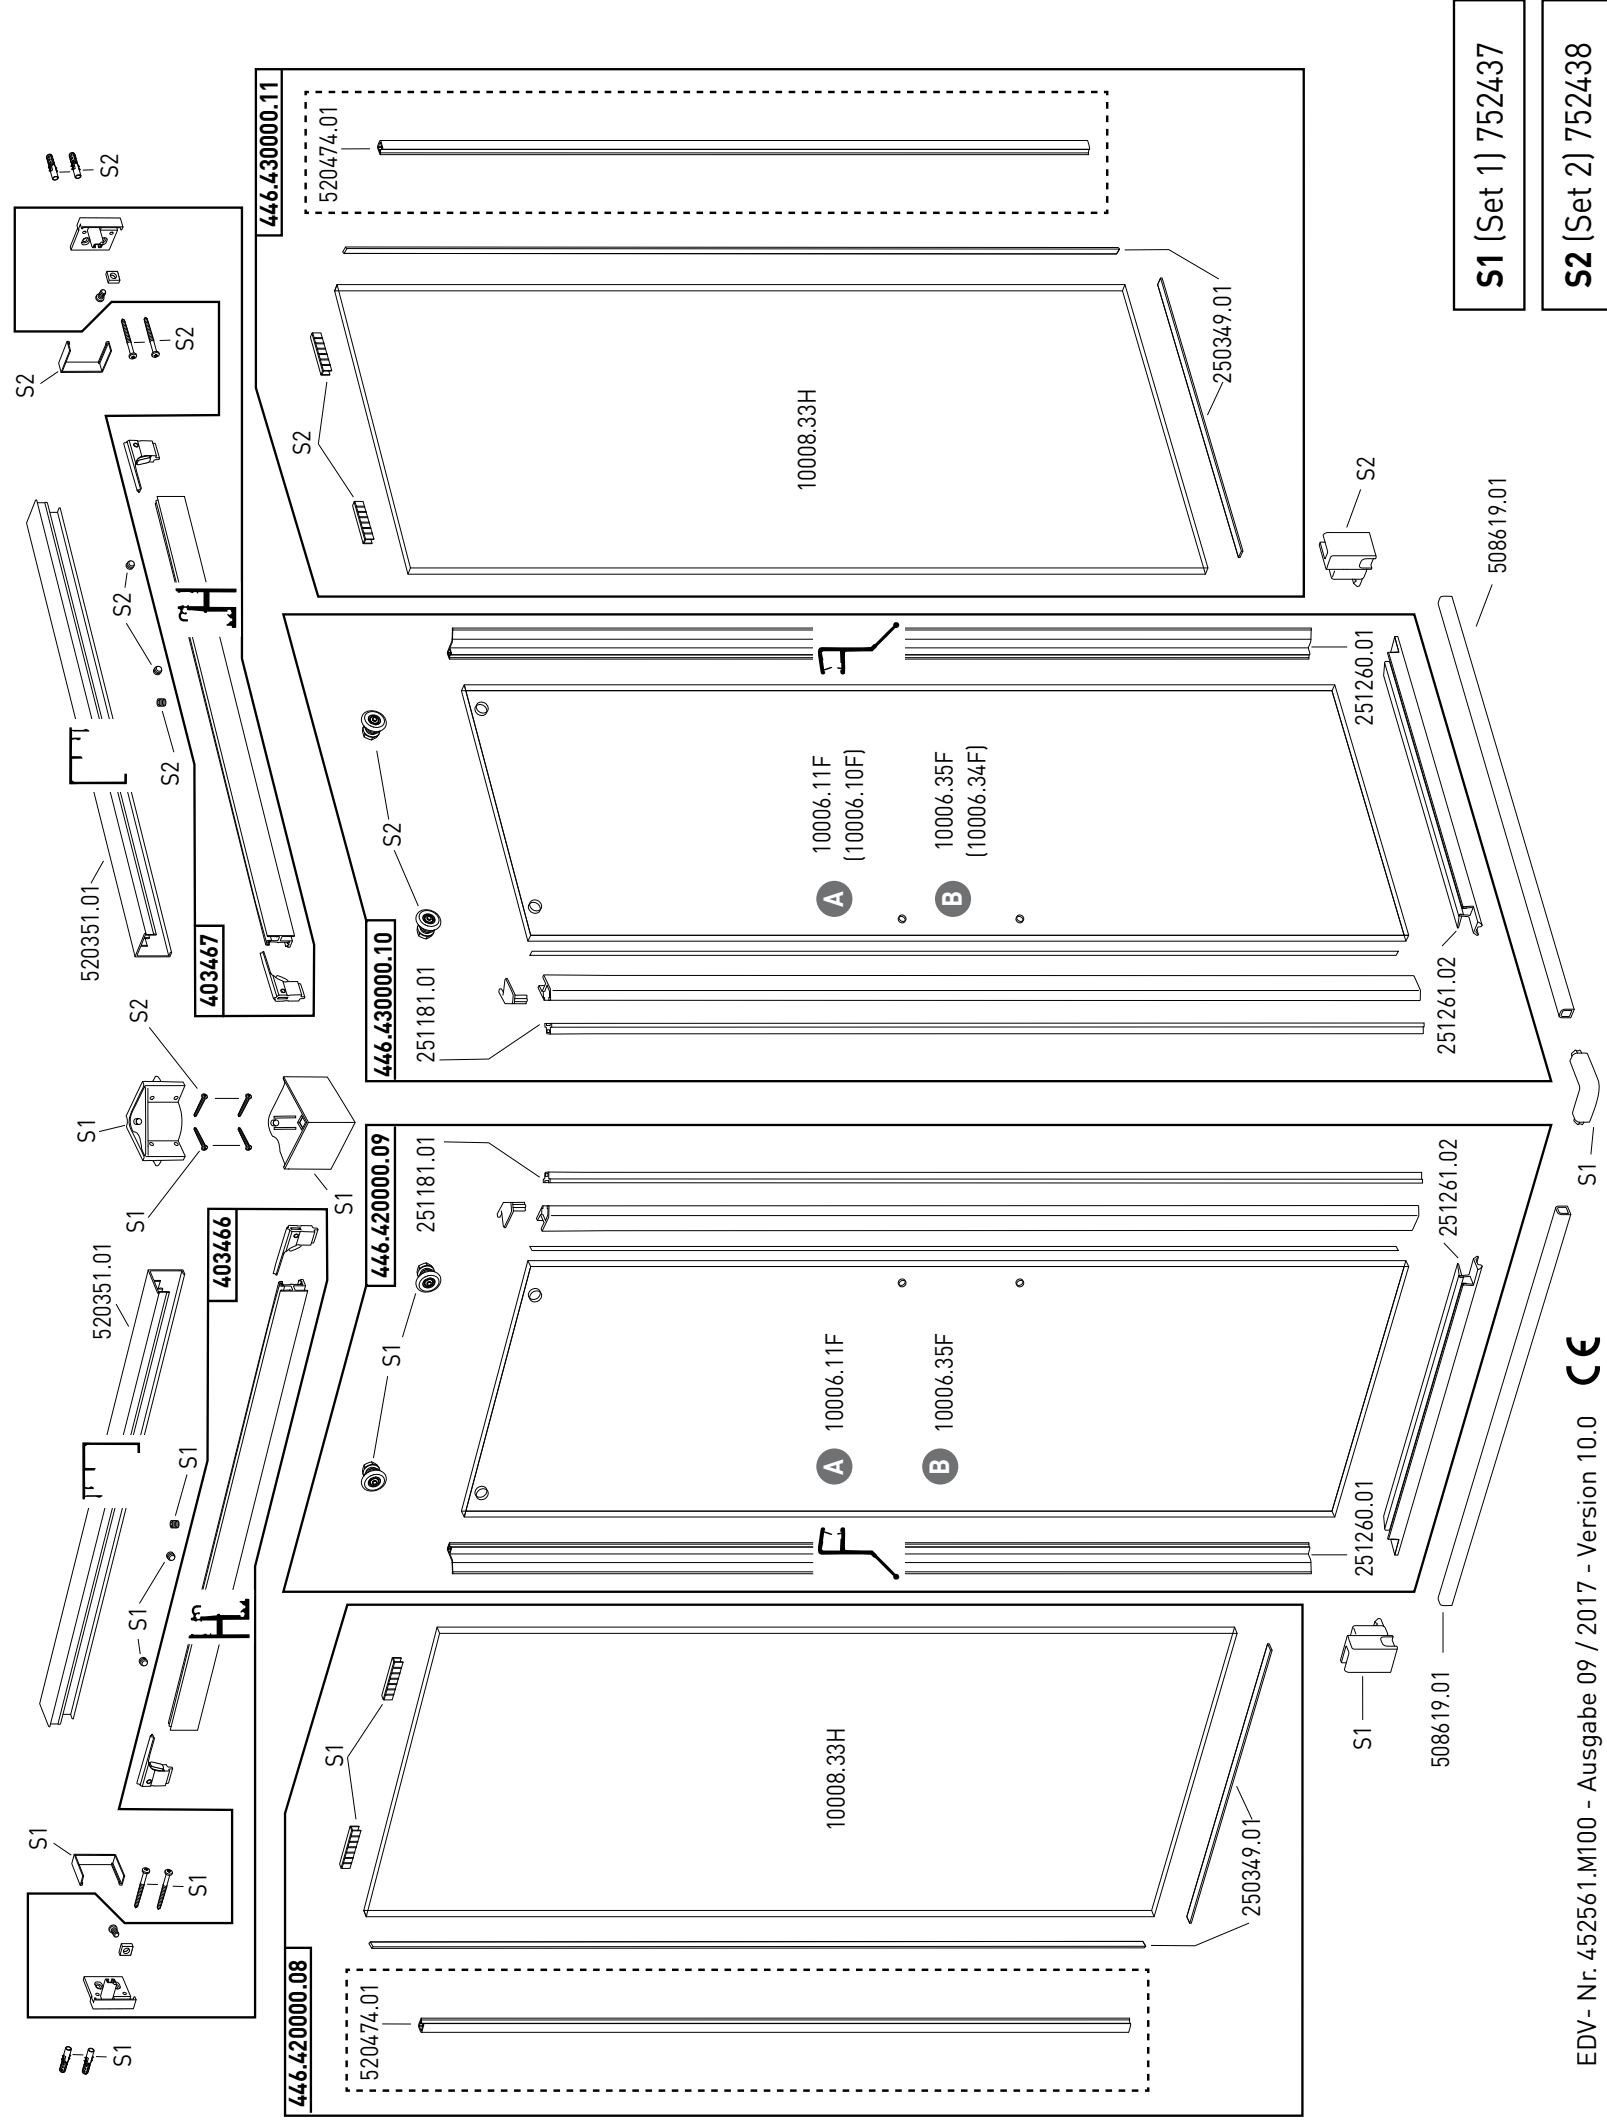 S1
S2
520351.01
S1
520351.01
S1
S1
S1
S2
S2
S2
S1
S1
S2
S2
403466
403467
446.430000.11
446.420000.08
S1
S2
520474.01
520474.01
S1
446.420000.09
446.430000.10
S1
S2
251181.01
251181.01
10008.33H
A 10006.11F
A 10006.11F
(10006.10F)
10008.33H
B 10006.35F
B 10006.35F
(10006.34F)
250349.01
250349.01
S1
251260.01
251260.01
S2
508619.01
251261.02
251261.02
508619.01
S1 (Set 1) 752437
S1
S2 (Set 2) 752438
EDV- Nr. 452561.M100 - Ausgabe 09 / 2017 - Version 10.0 CE